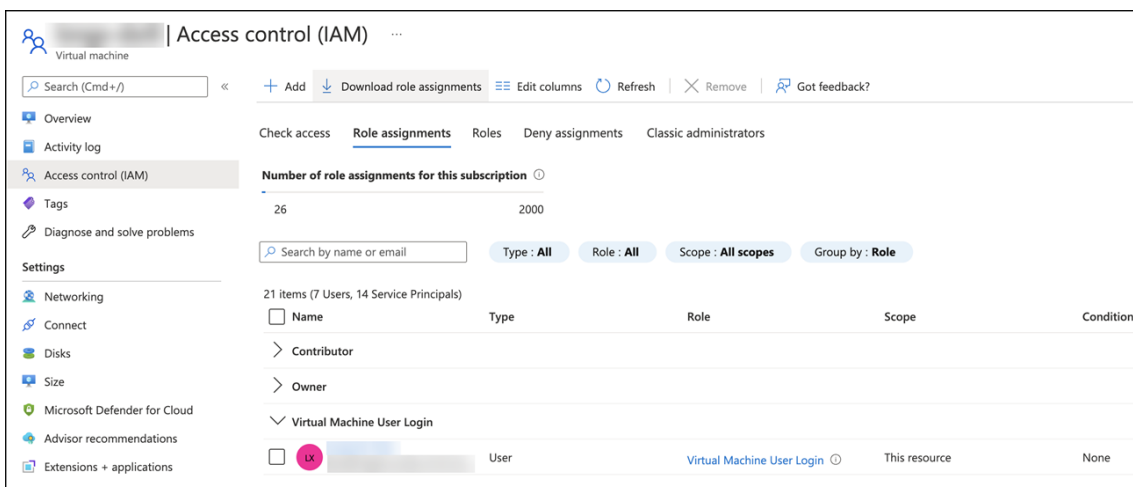 | Access control (IAM) ...
Virtual machine
Search (Cmd+/) «
Add Download role assignments Edit columns Refresh Remove Got feedback?
Overview
Activity log
Access control (IAM)
Tags
Diagnose and solve problems
Settings
Networking
Connect
Disks
Size
Microsoft Defender for Cloud
Advisor recommendations
Extensions + applications
Check access Role assignments Roles Deny assignments Classic administrators
Number of role assignments for this subscription
26 2000
Search by name or email Type : All Role : All Scope : All scopes Group by : Role
21 items (7 Users, 14 Service Principals)
Name Type Role Scope Condition
Contributor
Owner
Virtual Machine User Login
LX User Virtual Machine User Login This resource None